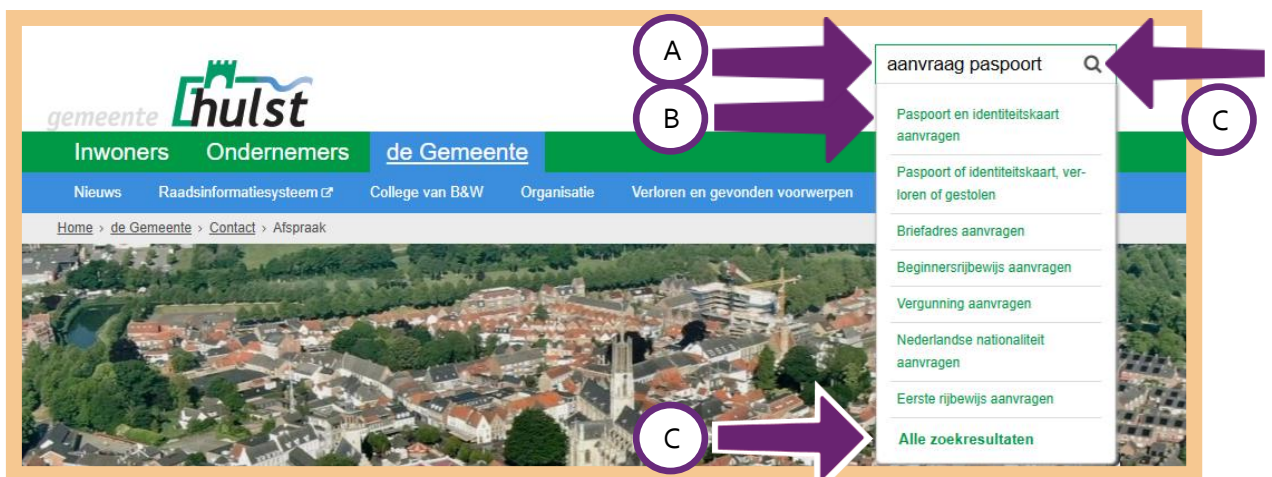 A
aanvraag paspoort
gemeente hulst
B
C
Paspoort en identiteitskaart
aanvragen
Inwoners Ondernemers de Gemeente
Paspoort of identiteitskaart, ver-
loren of gestolen
Nieuws Raadsinformatiesysteem College van B&W Organisatie Verloren en gevonden voorwerpen
Home › de Gemeente › Contact › Afspraak
Briefadres aanvragen
Beginnersrijbewijs aanvragen
Vergunning aanvragen
Nederlandse nationaliteit
aanvragen
Eerste rijbewijs aanvragen
C
Alle zoekresultaten